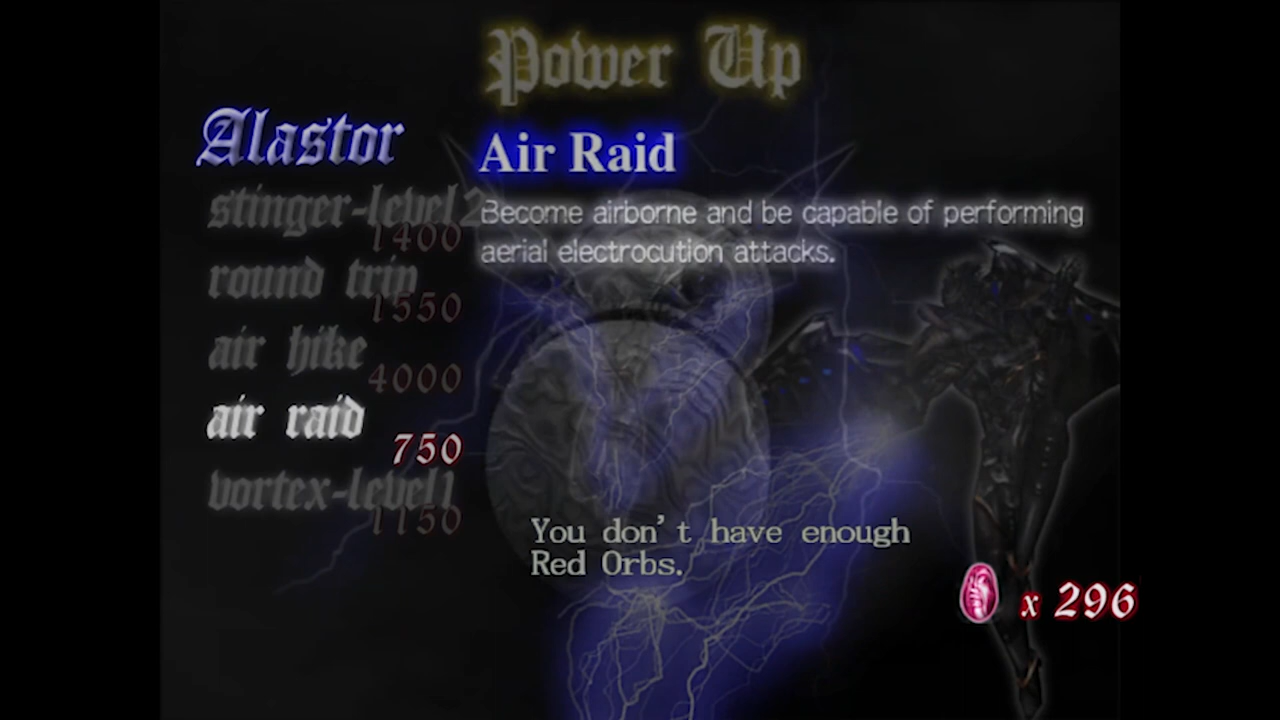 Power Up
Alastor
Air Raid
Become airborne and be capable of performing
aerial electrocution attacks.
stinger-level2
1400
round trip
1550
air hike
4000
air raid
750
vortex-level1
1150
You don't have enough
Red Orbs.
x 296